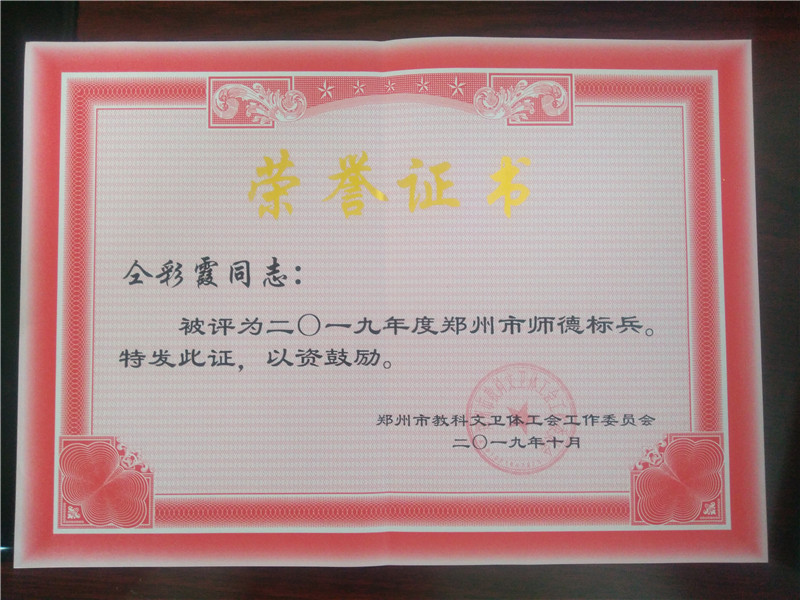 荣誉证书
仝彩霞同志：
被评为二〇一九年度郑州市师德标兵。
特发此证，以资鼓励。
郑州市教科文卫体工会工作委员会
二〇一九年十月